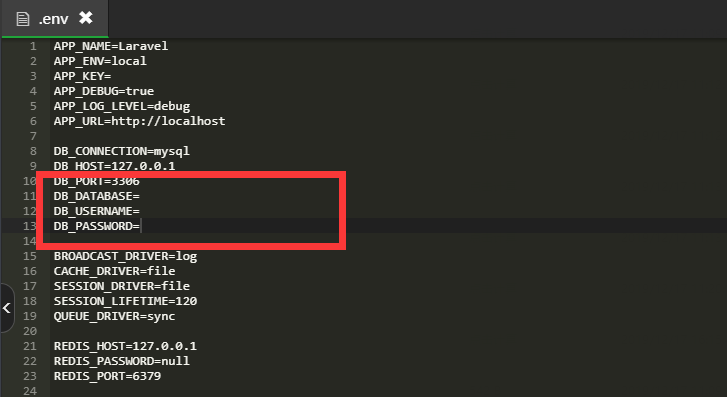 .env ✖
1 APP_NAME=Laravel
2 APP_ENV=local
3 APP_KEY=
4 APP_DEBUG=true
5 APP_LOG_LEVEL=debug
6 APP_URL=http://localhost
7
8 DB_CONNECTION=mysql
9 DB_HOST=127.0.0.1
10 DB_PORT=3306
11 DB_DATABASE=
12 DB_USERNAME=
13 DB_PASSWORD=
14
15 BROADCAST_DRIVER=log
16 CACHE_DRIVER=file
17 SESSION_DRIVER=file
18 SESSION_LIFETIME=120
19 QUEUE_DRIVER=sync
20
21 REDIS_HOST=127.0.0.1
22 REDIS_PASSWORD=null
23 REDIS_PORT=6379
24